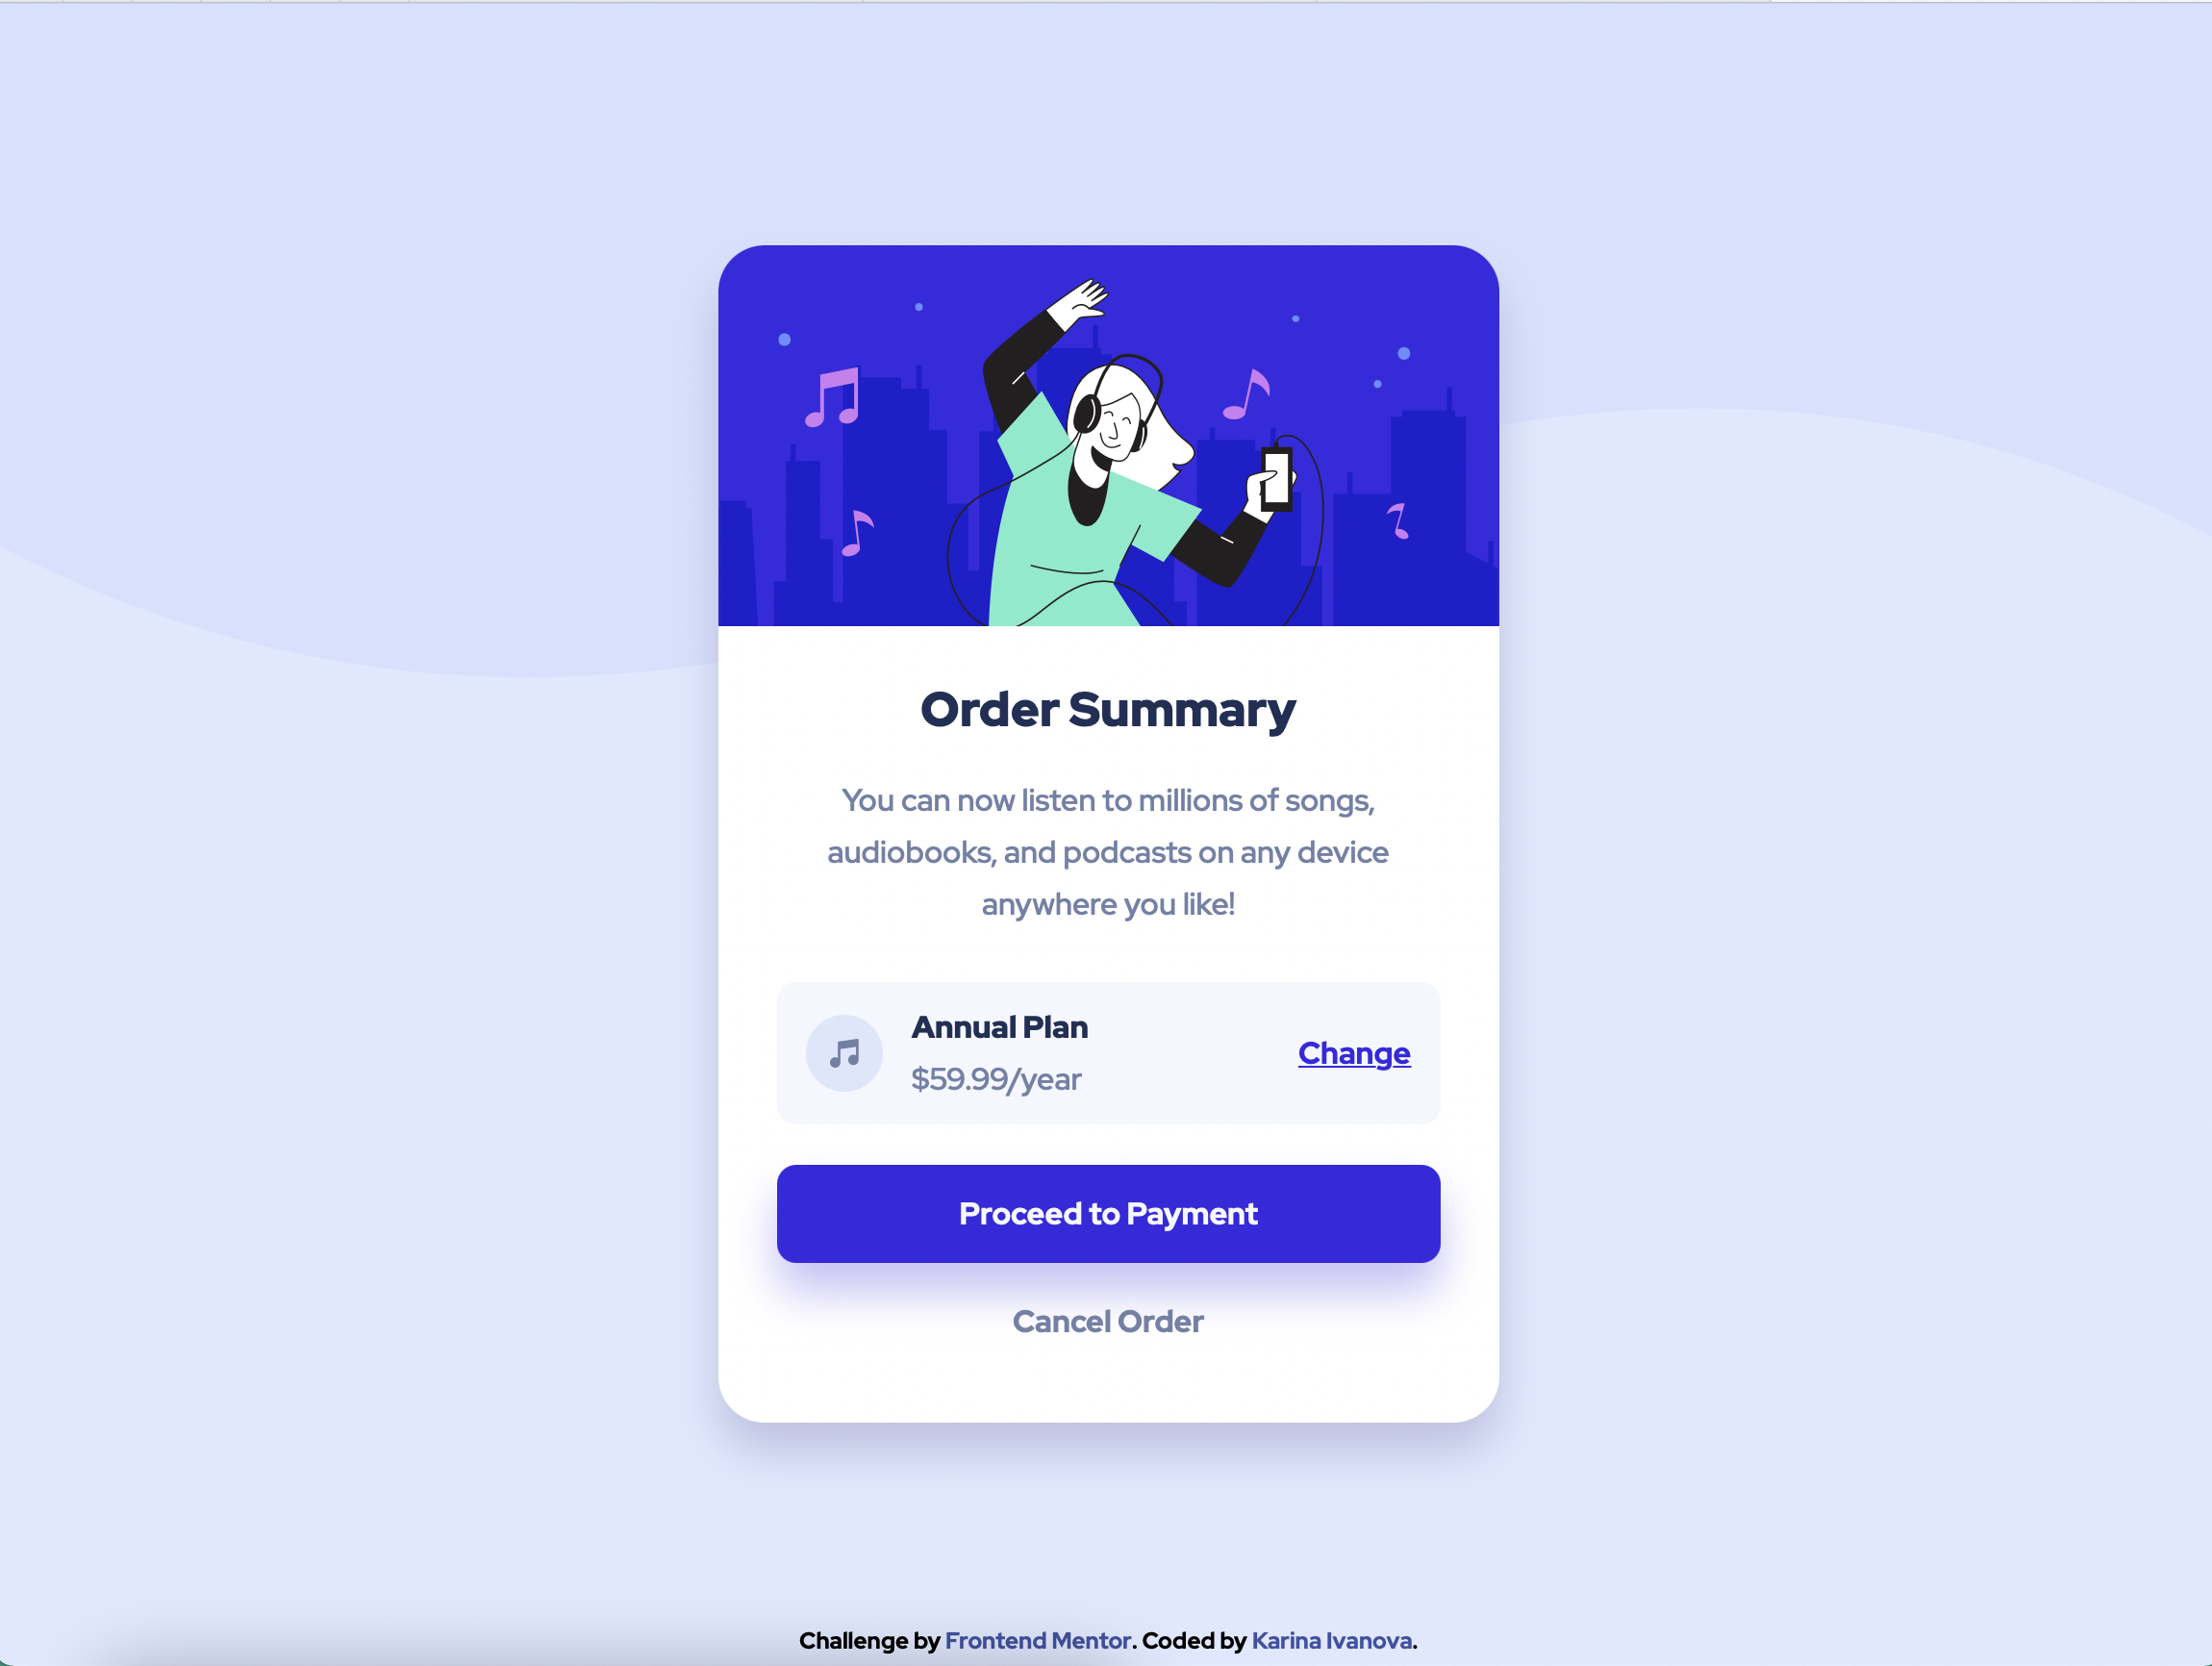 Order Summary
You can now listen to millions of songs,
audiobooks, and podcasts on any device
anywhere you like!
Annual Plan
$59.99/year
Change
Proceed to Payment
Cancel Order
Challenge by Frontend Mentor. Coded by Karina Ivanova.